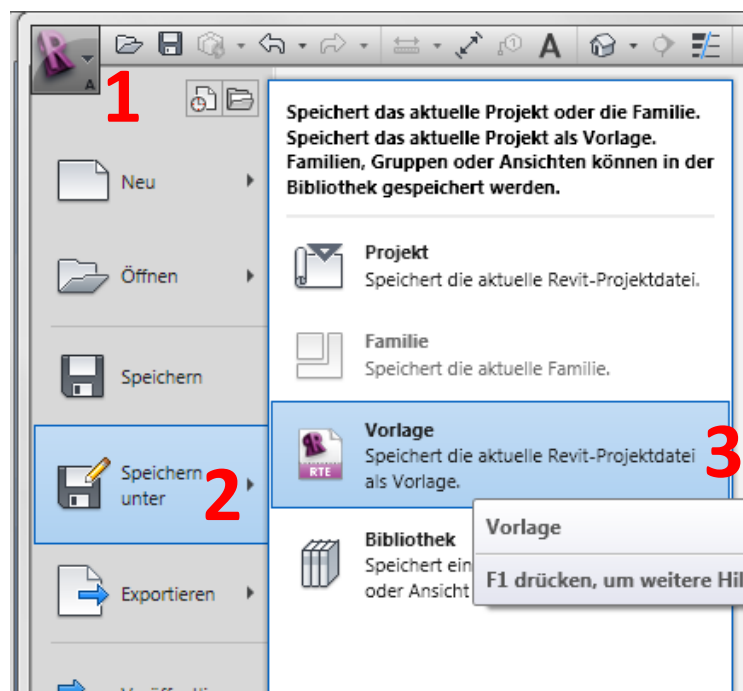 A
1
Speichert das aktuelle Projekt oder die Familie.
Speichert das aktuelle Projekt als Vorlage.
Familien, Gruppen oder Ansichten können in der
Bibliothek gespeichert werden.
Neu
Öffnen
Speichern
Speichern
unter
2
Exportieren
Projekt
Speichert die aktuelle Revit-Projektdatei.
Familie
Speichert die aktuelle Familie.
RTE
Vorlage
Speichert die aktuelle Revit-Projektdatei
als Vorlage.
3
Bibliothek
Speichert ein
oder Ansicht
Vorlage
F1 drücken, um weitere Hil